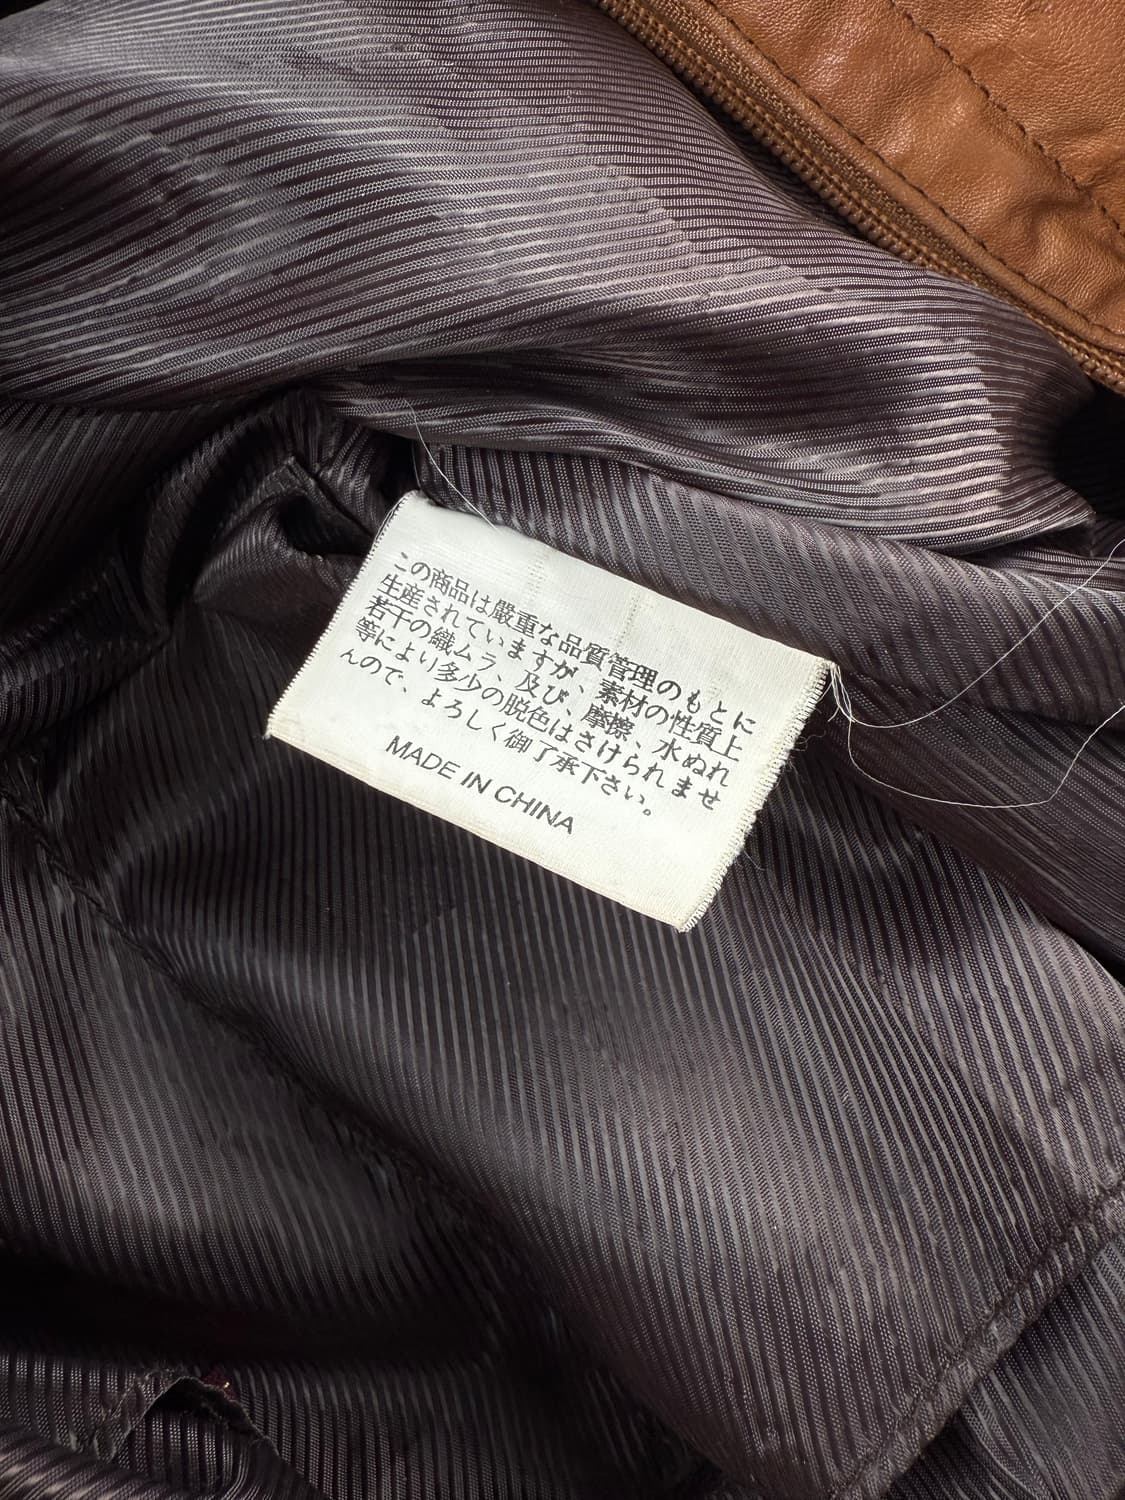 この商品は嚴重な品質管理のもとに
生産されていますが、素材の性質上
若干の織ムラ、及び、摩擦、水ぬれ
等により多少の脱色はさけられませ
んので、よろしく御了承下さい。
MADE IN CHINA